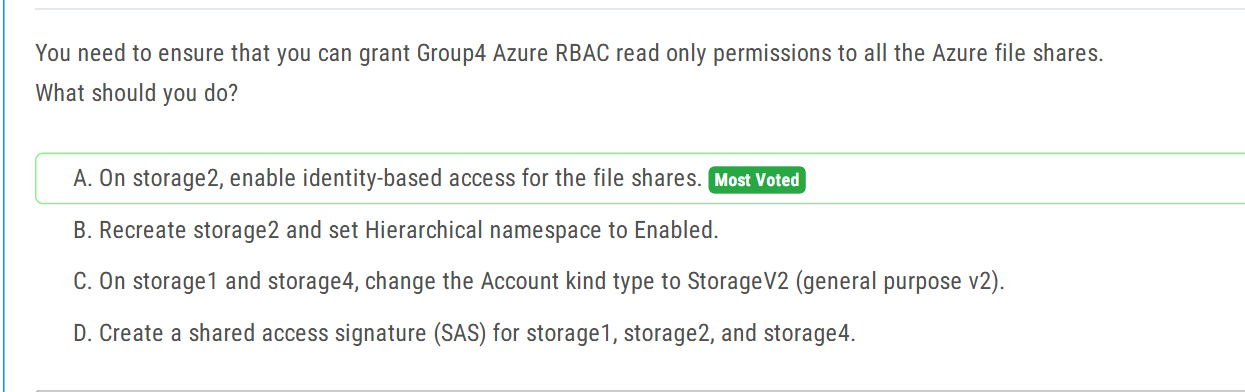 You need to ensure that you can grant Group4 Azure RBAC read only permissions to all the Azure file shares.
What should you do?
A. On storage2, enable identity-based access for the file shares. Most Voted
B. Recreate storage2 and set Hierarchical namespace to Enabled.
C. On storage1 and storage4, change the Account kind type to StorageV2 (general purpose v2).
D. Create a shared access signature (SAS) for storage1, storage2, and storage4.